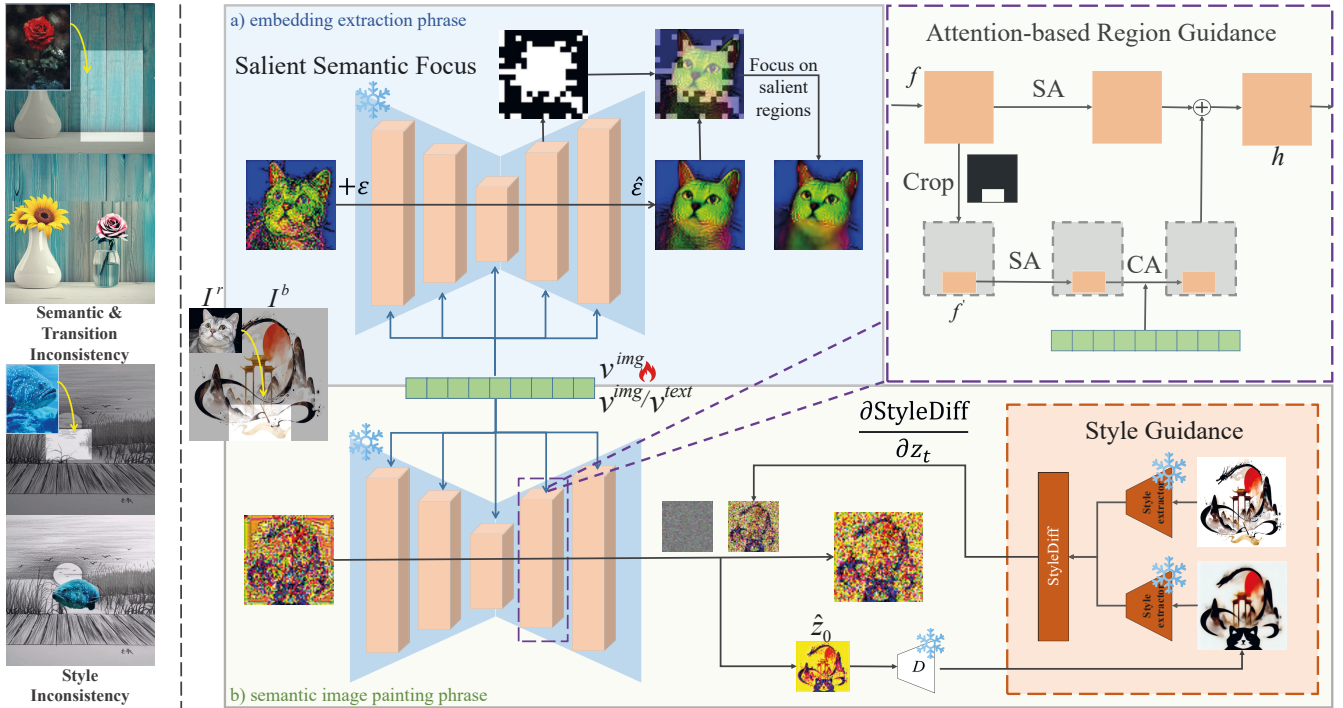 Semantic &
Transition
Inconsistency
Style
Inconsistency
I^r
I^b
a) embedding extraction phrase
Salient Semantic Focus
+ε
ε̂
Focus on
salient
regions
v^img
v^img/v^text
Attention-based Region Guidance
f
SA
h
Crop
SA
CA
f'
∂StyleDiff
∂z_t
Style Guidance
StyleDiff
Style
extractor
Style
extractor
ẑ_0
D
b) semantic image painting phrase